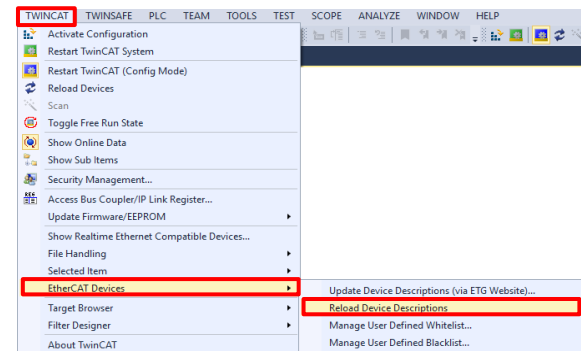 TWINCAT TWINSAFE PLC TEAM TOOLS TEST SCOPE ANALYZE WINDOW HELP
Activate Configuration
Restart TwinCAT System
Restart TwinCAT (Config Mode)
Reload Devices
Scan
Toggle Free Run State
Show Online Data
Show Sub Items
Security Management...
Access Bus Coupler/IP Link Register...
Update Firmware/EEPROM
Show Realtime Ethernet Compatible Devices...
File Handling
Selected Item
EtherCAT Devices
Update Device Descriptions (via ETG Website)...
Target Browser
Reload Device Descriptions
Filter Designer
Manage User Defined Whitelist...
About TwinCAT
Manage User Defined Blacklist...